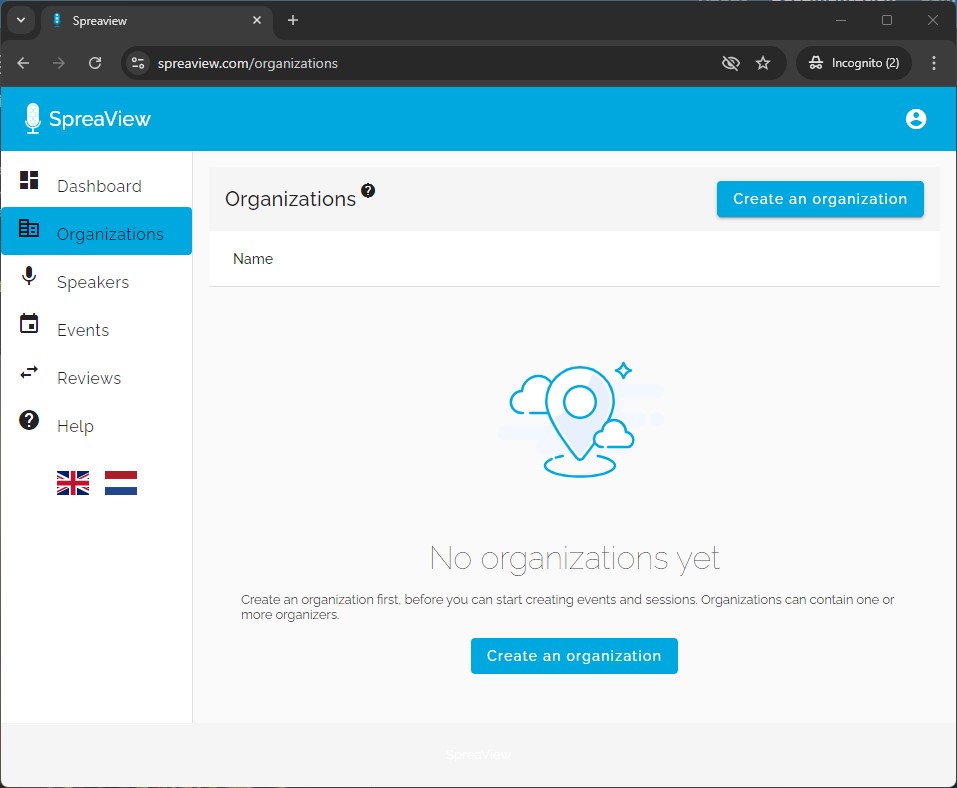 Spreaview
spreaview.com/organizations
Incognito (2)
SpreaView
Dashboard
Organizations
Speakers
Events
Reviews
Help
Organizations
Create an organization
Name
No organizations yet
Create an organization first, before you can start creating events and sessions. Organizations can contain one or
more organizers.
Create an organization
SpreaView